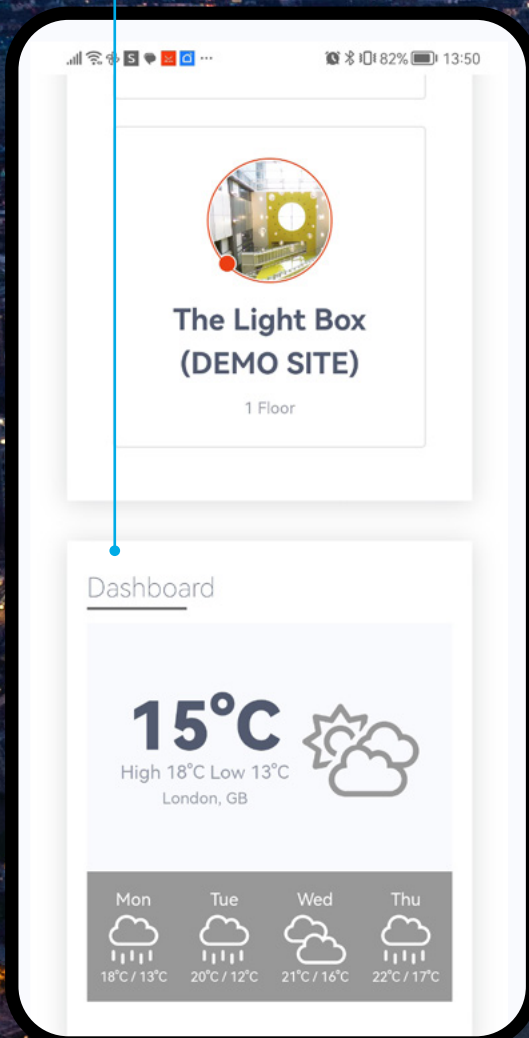 S ... 82% 13:50
The Light Box
(DEMO SITE)
1 Floor
Dashboard
15°C
High 18°C Low 13°C
London, GB
Mon Tue Wed Thu
18°C / 13°C 20°C / 12°C 21°C / 16°C 22°C / 17°C